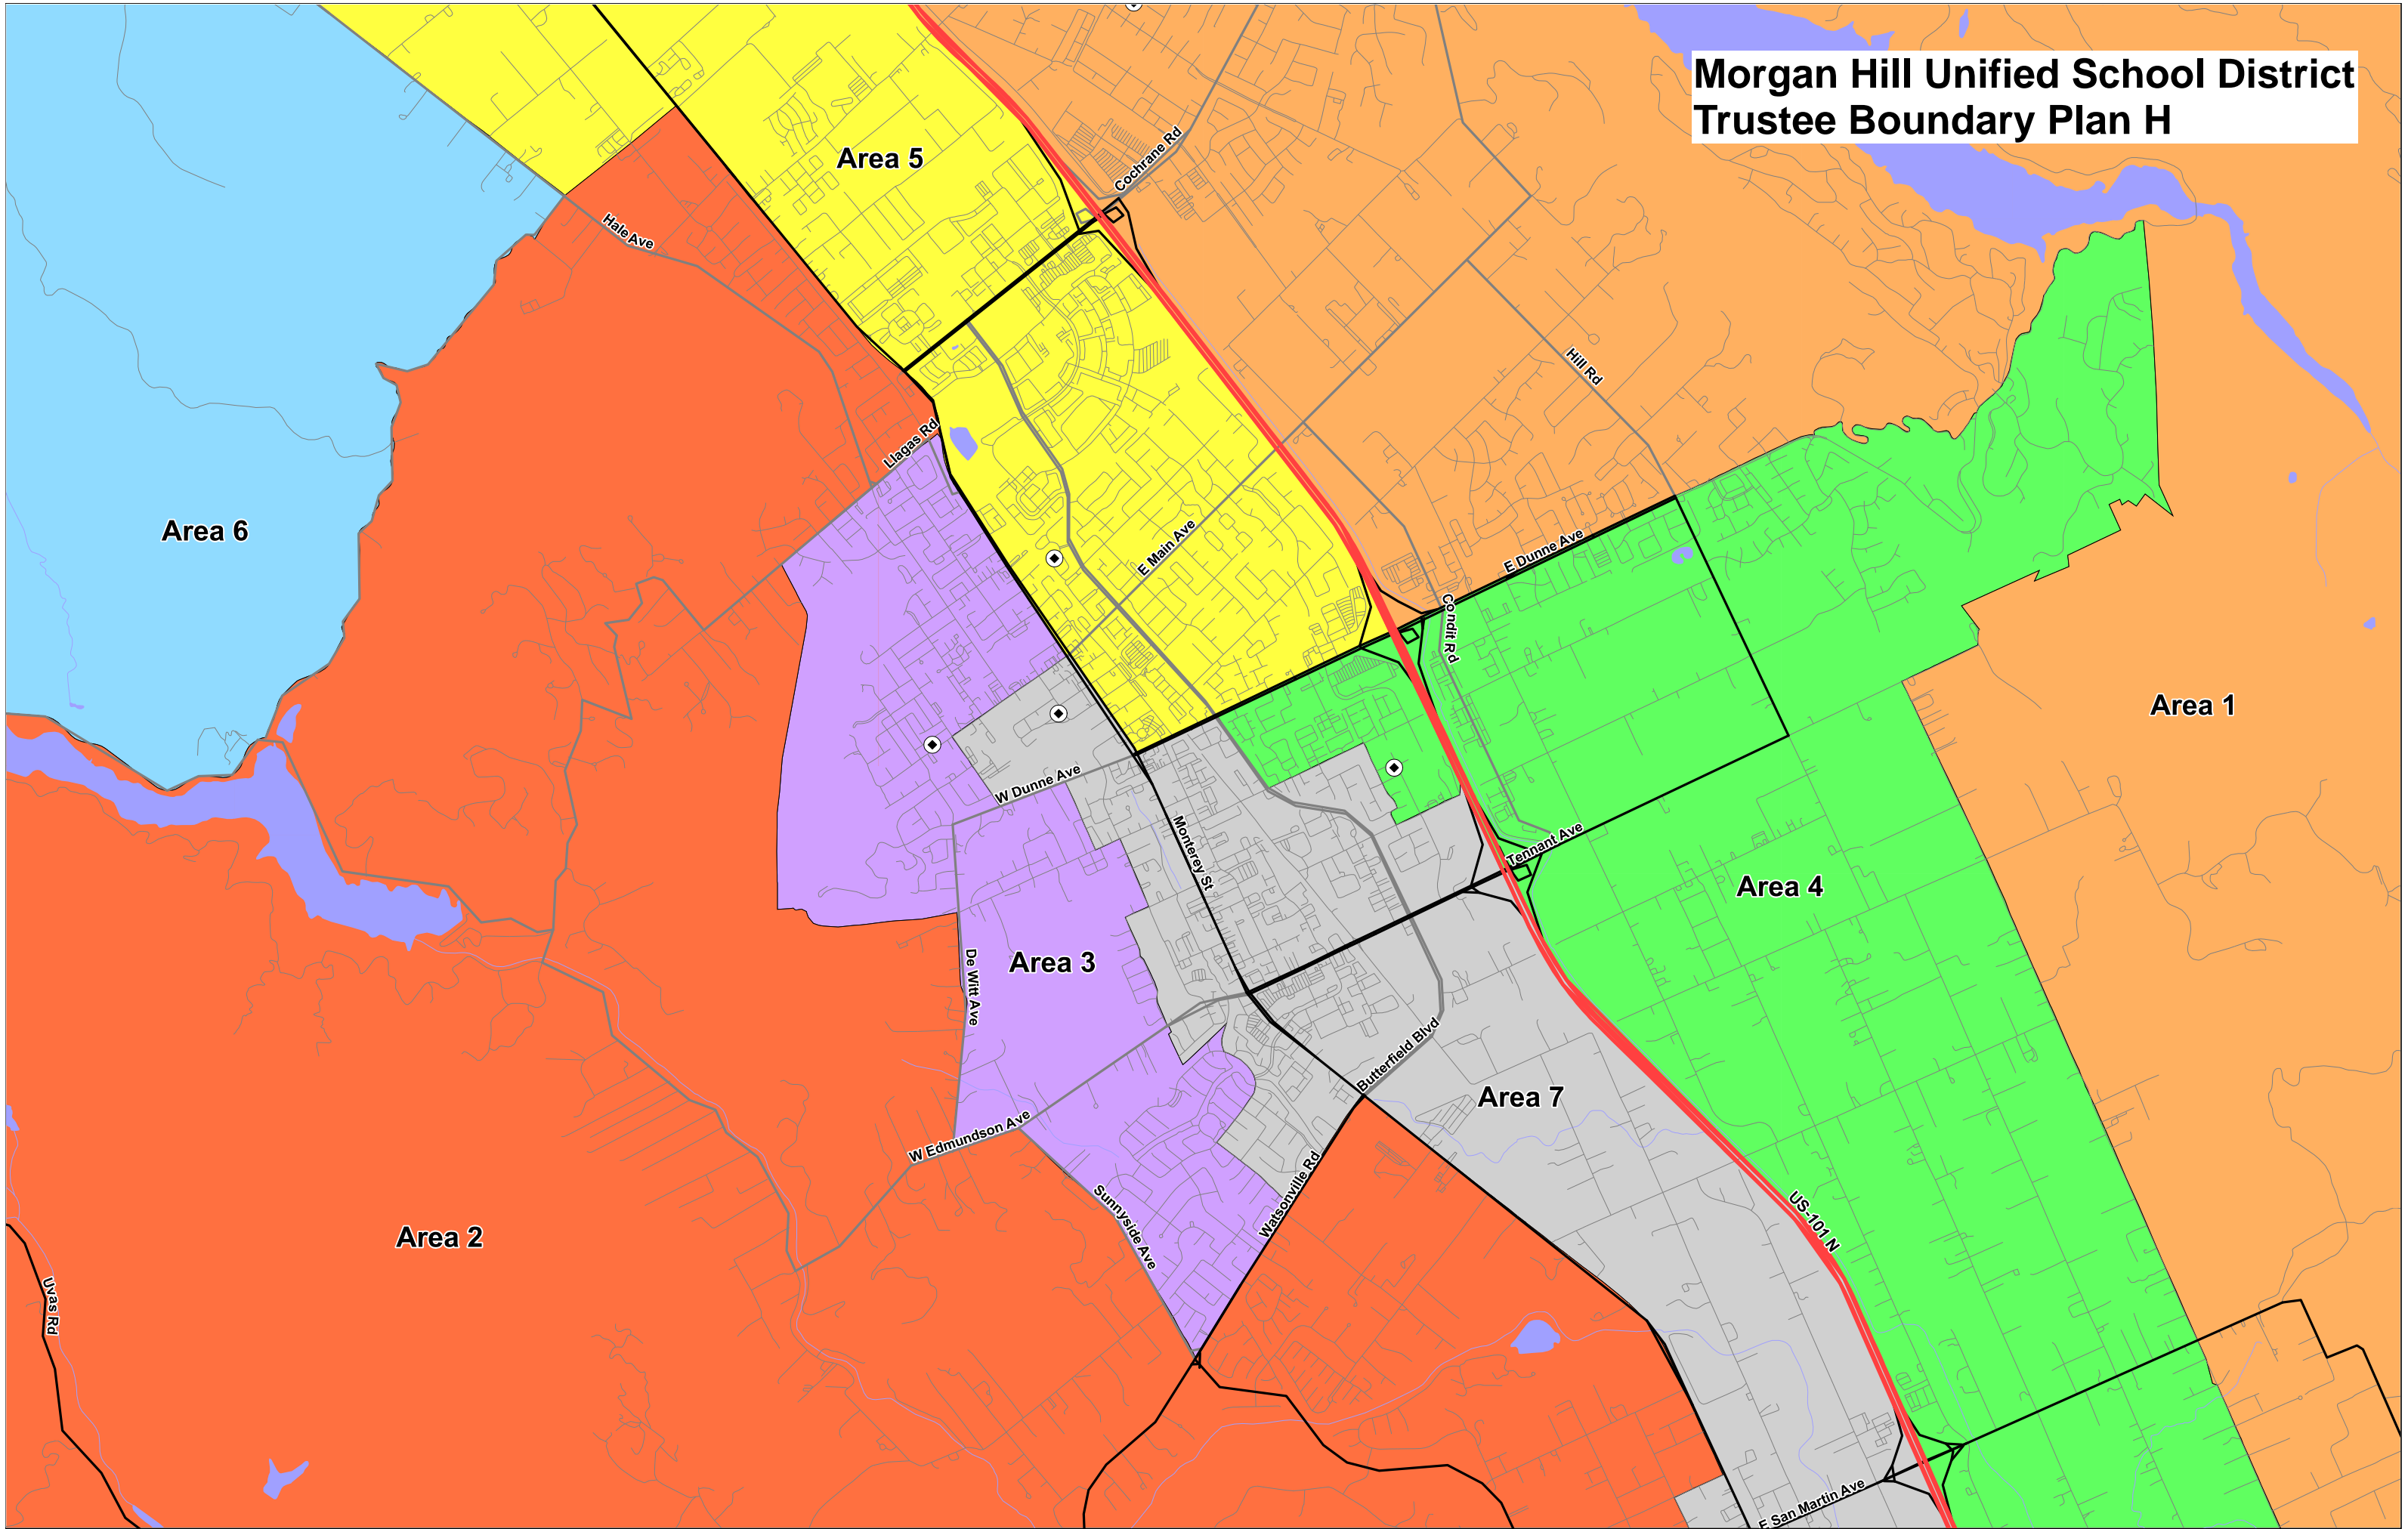 Morgan Hill Unified School District
Trustee Boundary Plan H
Area 5
Cochrane Rd
Hale Ave
Hill Rd
Llagas Rd
Area 6
E Main Ave
E Dunne Ave
Condit Rd
Area 1
W Dunne Ave
Monterey St
Tennant Ave
Area 4
Area 3
De Witt Ave
Butterfield Blvd
Area 7
W Edmundson Ave
Sunnyside Ave
Watsonville Rd
US-101 N
Area 2
Uvas Rd
E San Martin Ave